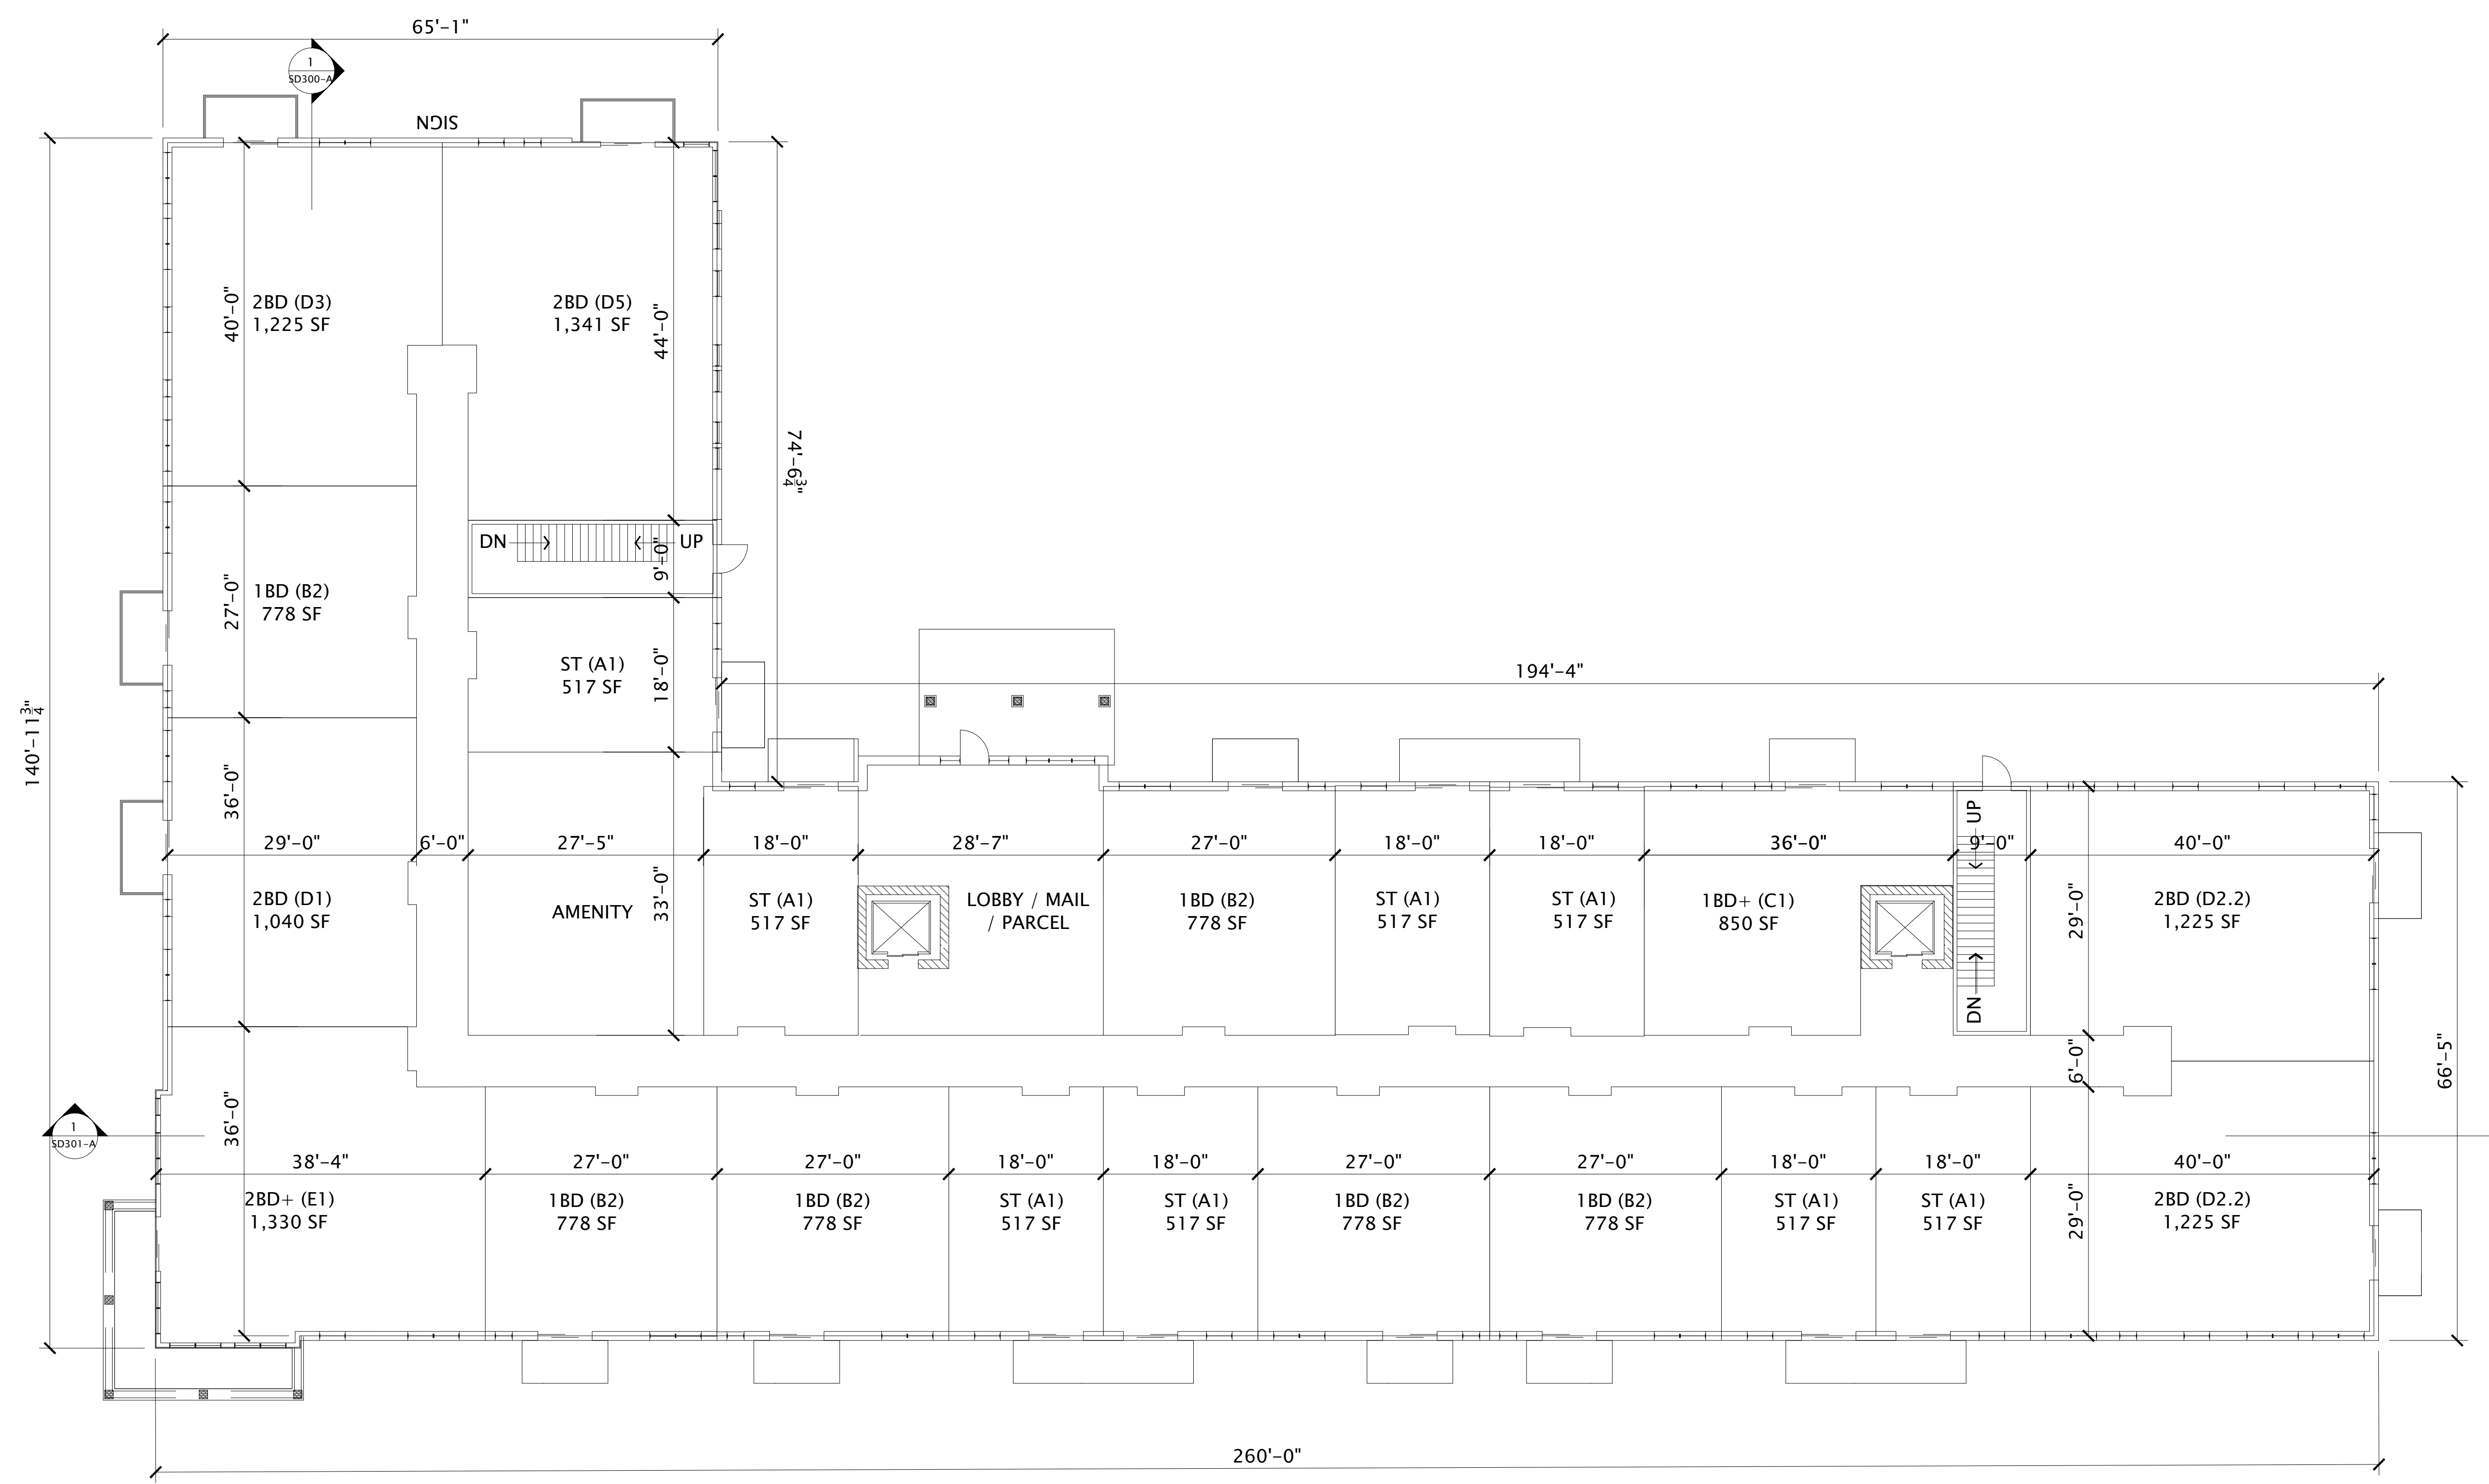 65'-1"
1
SD300-A
SIGN
2BD (D3)
1,225 SF
40'-0"
2BD (D5)
1,341 SF
44'-0"
74'-6 3/4"
DN
UP
9'-0"
1BD (B2)
778 SF
27'-0"
ST (A1)
517 SF
18'-0"
194'-4"
140'-11 3/4"
36'-0"
29'-0"
6'-0"
27'-5"
18'-0"
28'-7"
27'-0"
18'-0"
18'-0"
36'-0"
9'-0"
40'-0"
UP
DN
2BD (D1)
1,040 SF
AMENITY
33'-0"
ST (A1)
517 SF
LOBBY / MAIL
/ PARCEL
1BD (B2)
778 SF
ST (A1)
517 SF
ST (A1)
517 SF
1BD+ (C1)
850 SF
29'-0"
2BD (D2.2)
1,225 SF
6'-0"
66'-5"
36'-0"
1
SD301-A
38'-4"
27'-0"
27'-0"
18'-0"
18'-0"
27'-0"
27'-0"
18'-0"
18'-0"
40'-0"
2BD+ (E1)
1,330 SF
1BD (B2)
778 SF
1BD (B2)
778 SF
ST (A1)
517 SF
ST (A1)
517 SF
1BD (B2)
778 SF
1BD (B2)
778 SF
ST (A1)
517 SF
ST (A1)
517 SF
29'-0"
2BD (D2.2)
1,225 SF
260'-0"